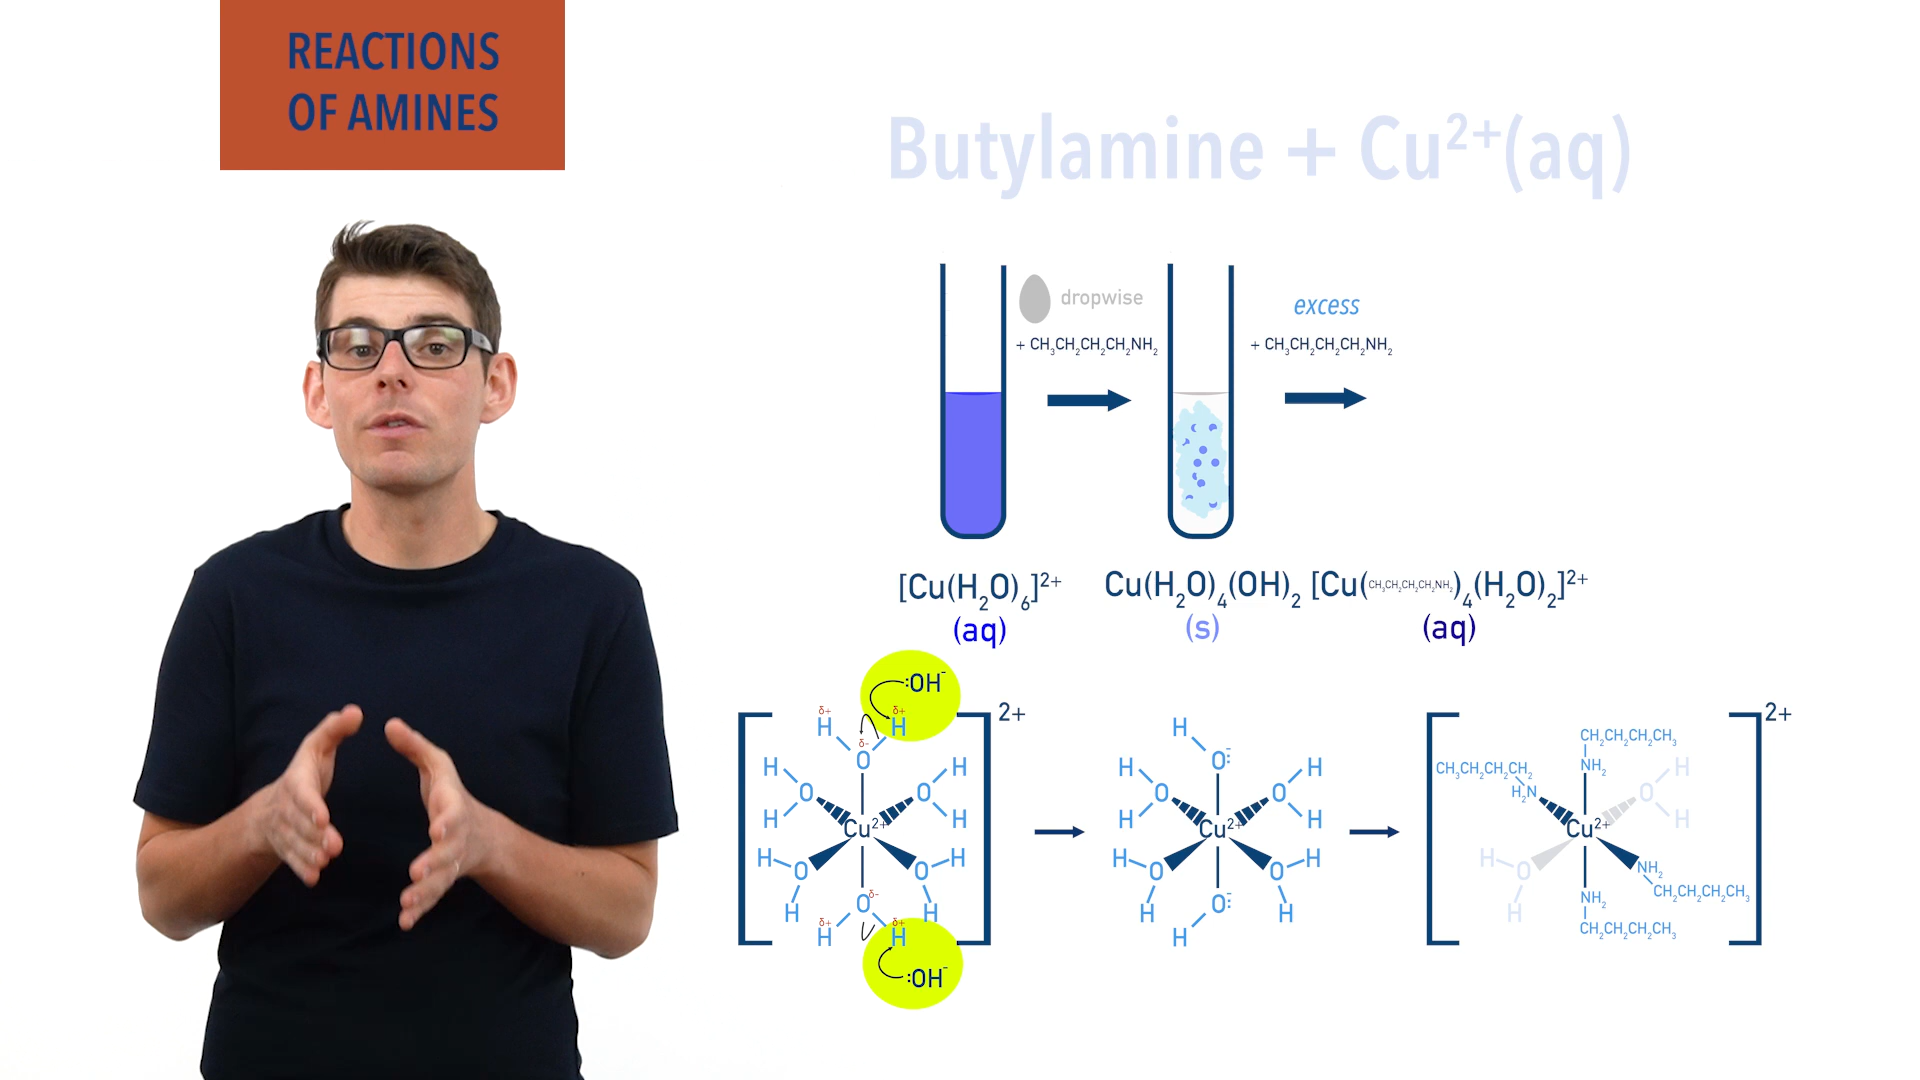 REACTIONS
OF AMINES
Butylamine + Cu²⁺(aq)
dropwise
+ CH₃CH₂CH₂CH₂NH₂
excess
+ CH₃CH₂CH₂CH₂NH₂
[Cu(H₂O)₆]²⁺
(aq)
Cu(H₂O)₄(OH)₂
(s)
[Cu(CH₃CH₂CH₂CH₂NH₂)₄(H₂O)₂]²⁺
(aq)
:OH⁻
δ+ δ+
H H
δ-
O
H H
O O
H H
Cu²⁺
H H
O O
H H
δ-
O
δ+ δ+
H H
:OH⁻
2+
H
O:⁻
H H
O O
H H
Cu²⁺
H H
O O
H H
O:⁻
H
2+
CH₂CH₂CH₂CH₃
NH₂
CH₃CH₂CH₂CH₂
H₂N
H
O
H
Cu²⁺
H
O
H
NH₂
CH₂CH₂CH₂CH₃
NH₂
CH₂CH₂CH₂CH₃